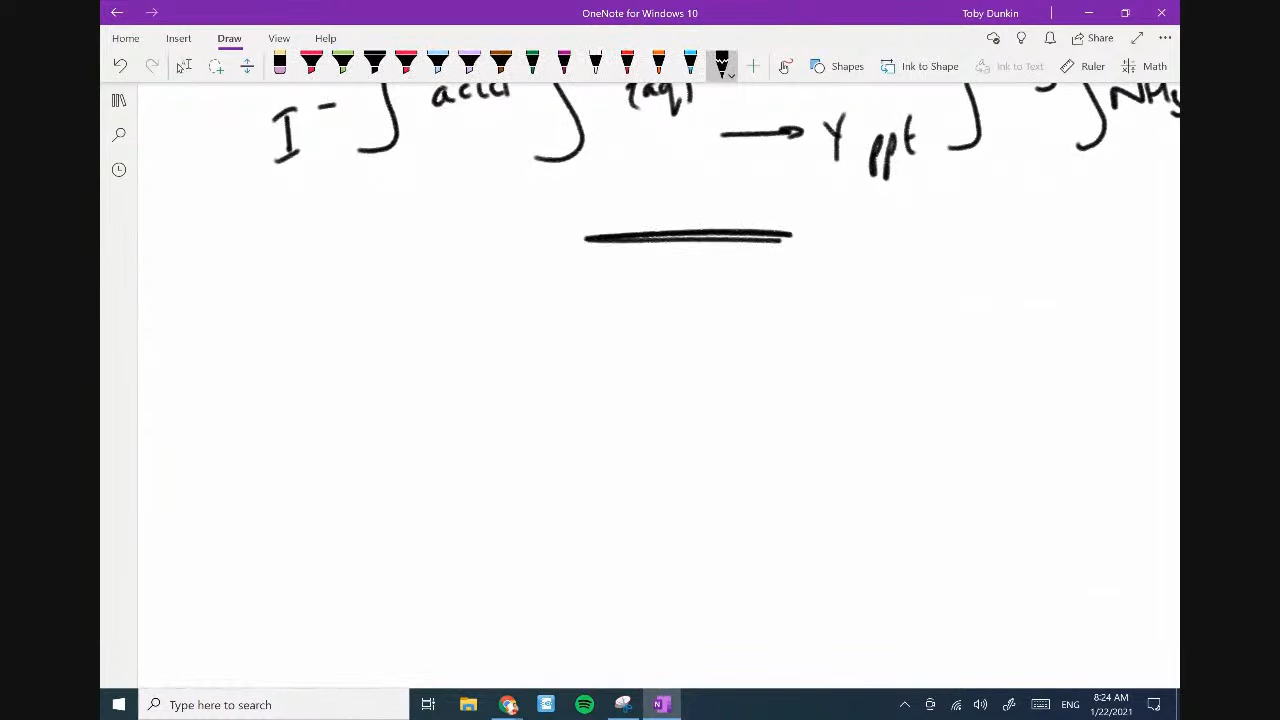 OneNote for Windows 10
Toby Dunkin
Home Insert Draw View Help
Share
Shapes Ink to Shape Ink to Text Ruler Math
I⁻ acid (aq) → Y ppt NH₃
Type here to search
ENG
8:24 AM
1/22/2021